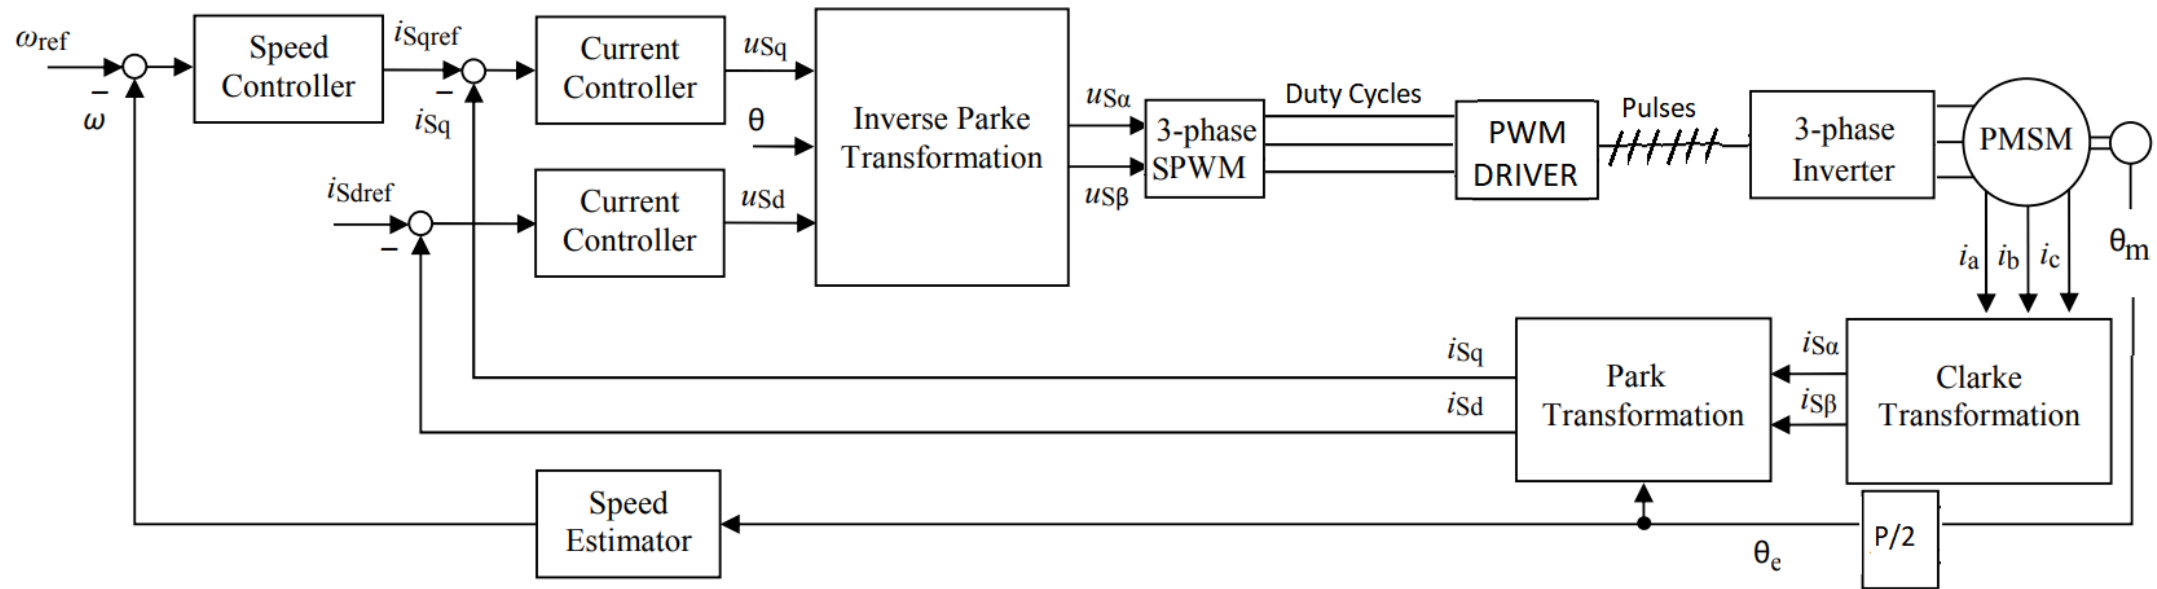 ωref
−
ω
Speed
Controller
iSqref
−
iSq
Current
Controller
uSq
θ
iSdref
−
Current
Controller
uSd
Inverse Parke
Transformation
uSα
uSβ
3-phase
SPWM
Duty Cycles
PWM
DRIVER
Pulses
3-phase
Inverter
PMSM
θm
ia ib ic
iSq
iSd
Park
Transformation
iSα
iSβ
Clarke
Transformation
Speed
Estimator
θe
P/2